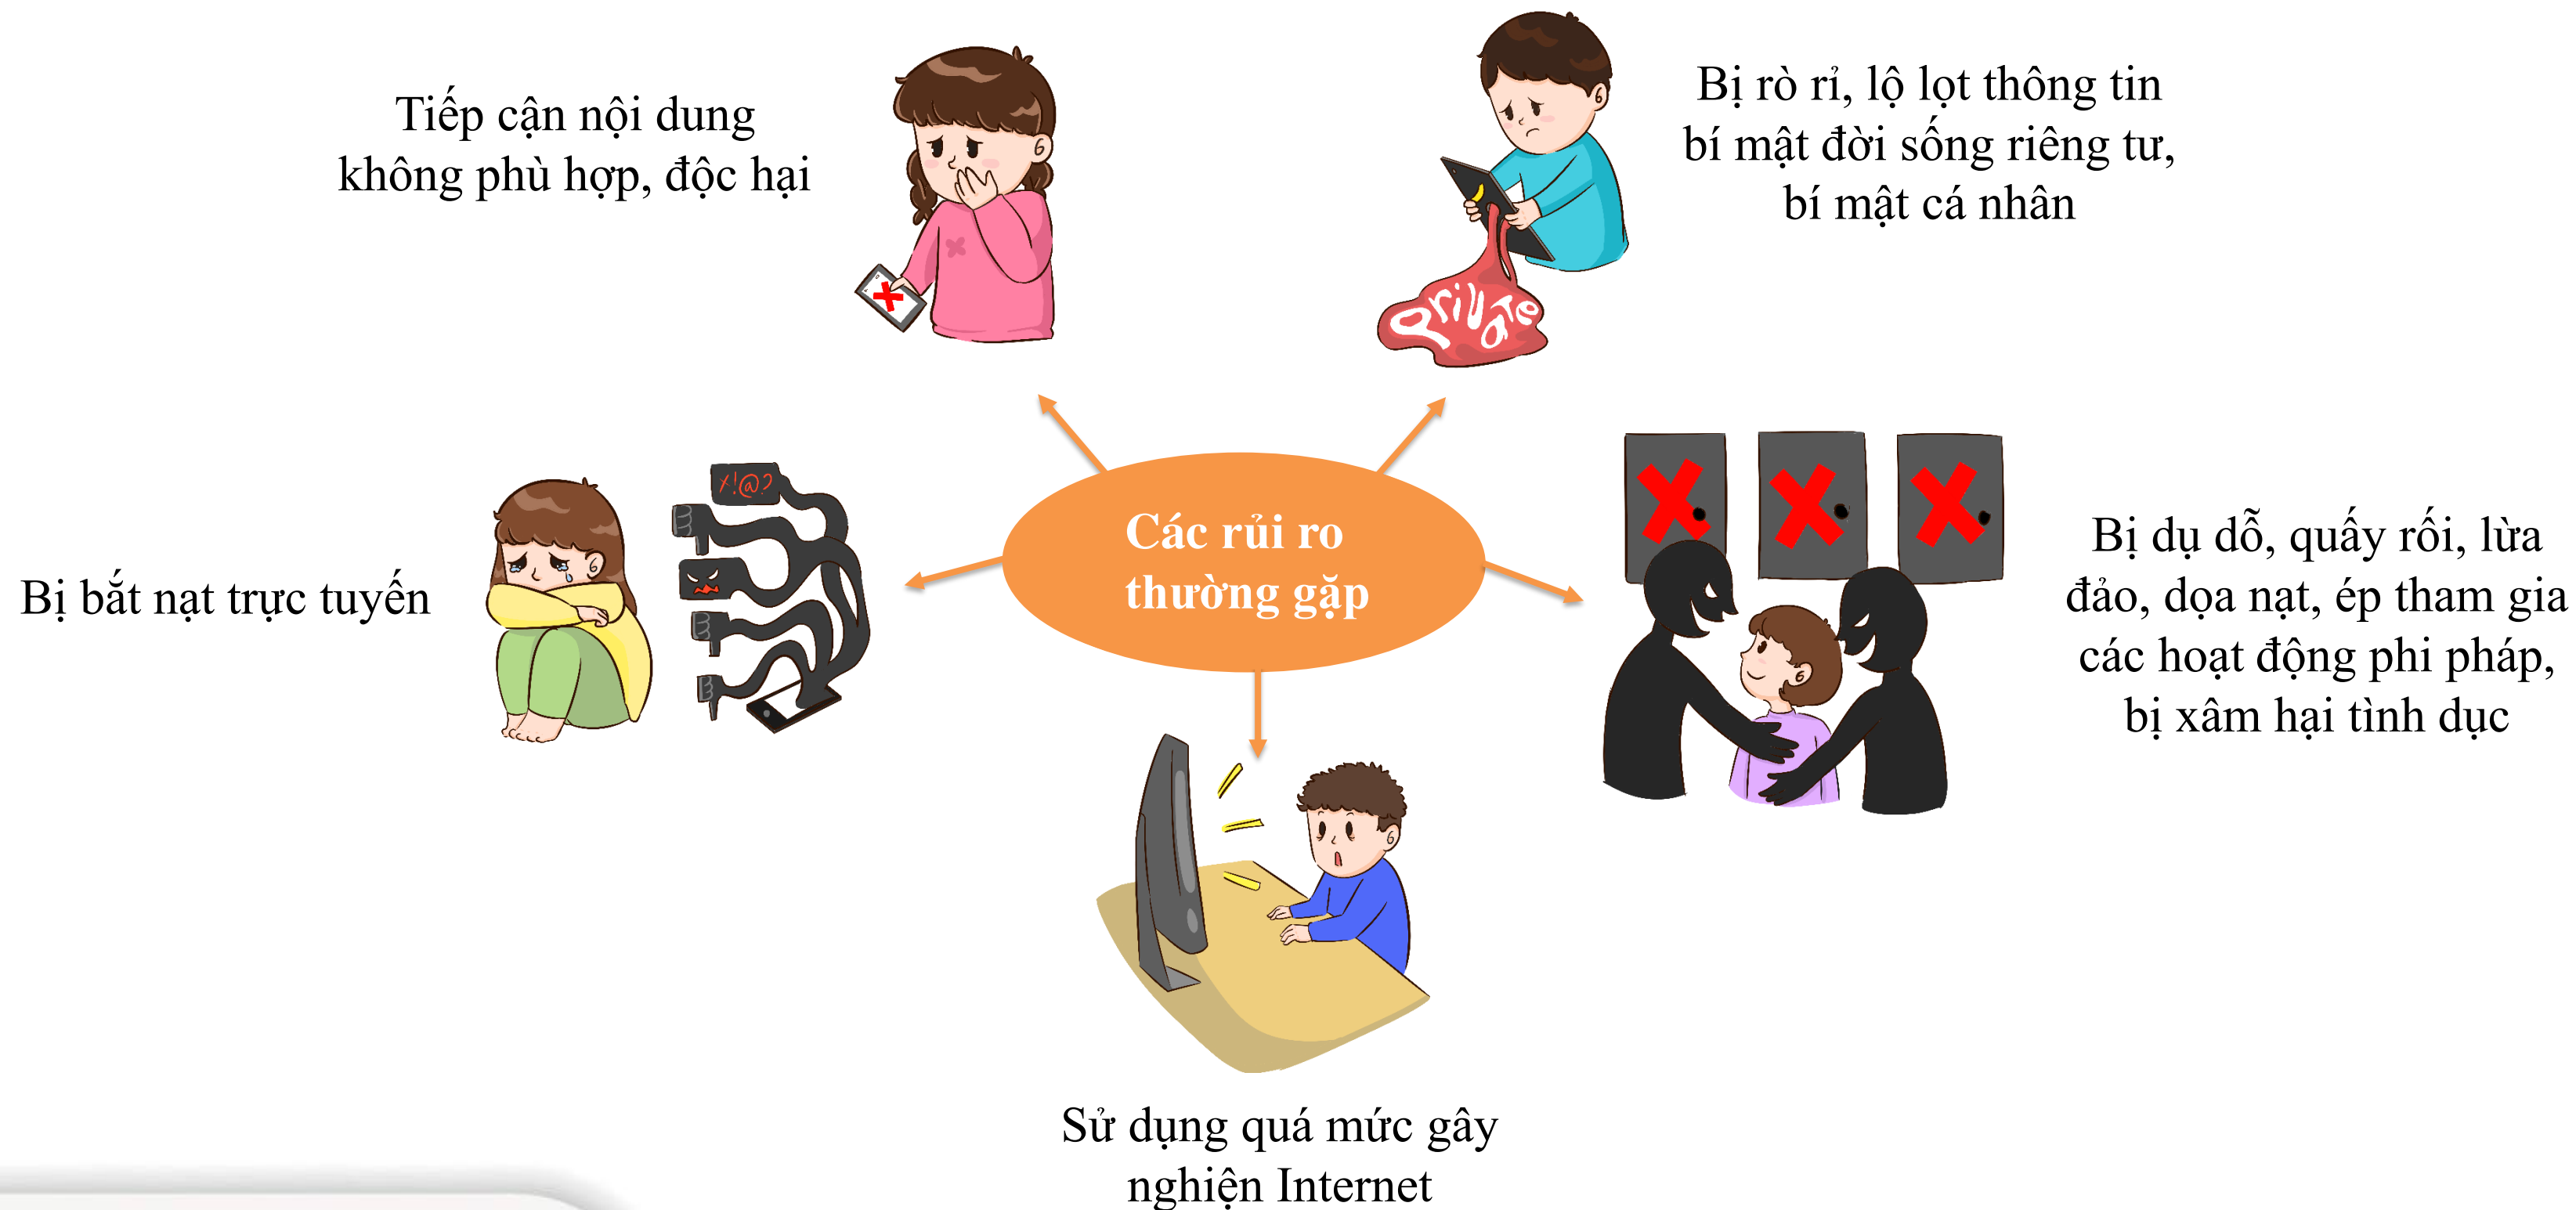 Tiếp cận nội dung
không phù hợp, độc hại
Bị rò rỉ, lộ lọt thông tin
bí mật đời sống riêng tư,
bí mật cá nhân
Private
Bị bắt nạt trực tuyến
X!@?
Các rủi ro
thường gặp
Bị dụ dỗ, quấy rối, lừa
đảo, dọa nạt, ép tham gia
các hoạt động phi pháp,
bị xâm hại tình dục
Sử dụng quá mức gây
nghiện Internet